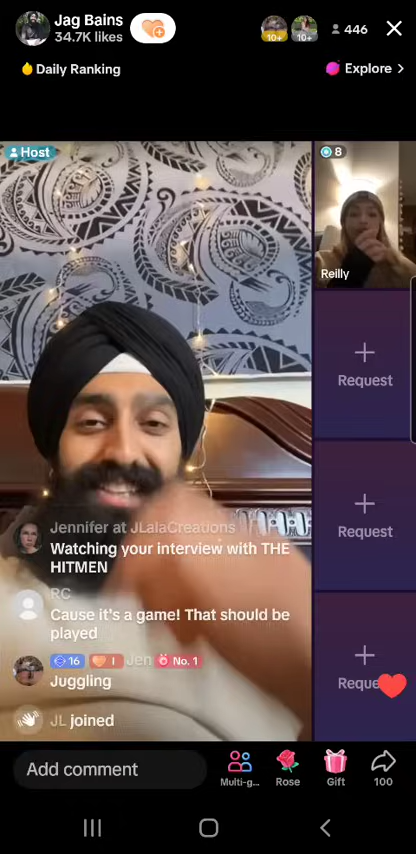 Jag Bains
34.7K likes
10+
10+
446
Daily Ranking
Explore >
Host
8
Reilly
Request
Request
Reque
Jennifer at JLalaCreations
Watching your interview with THE
HITMEN
RC
Cause it's a game! That should be
played
16
I
Jen
No. 1
Juggling
JL joined
Add comment
Multi-g...
Rose
Gift
100